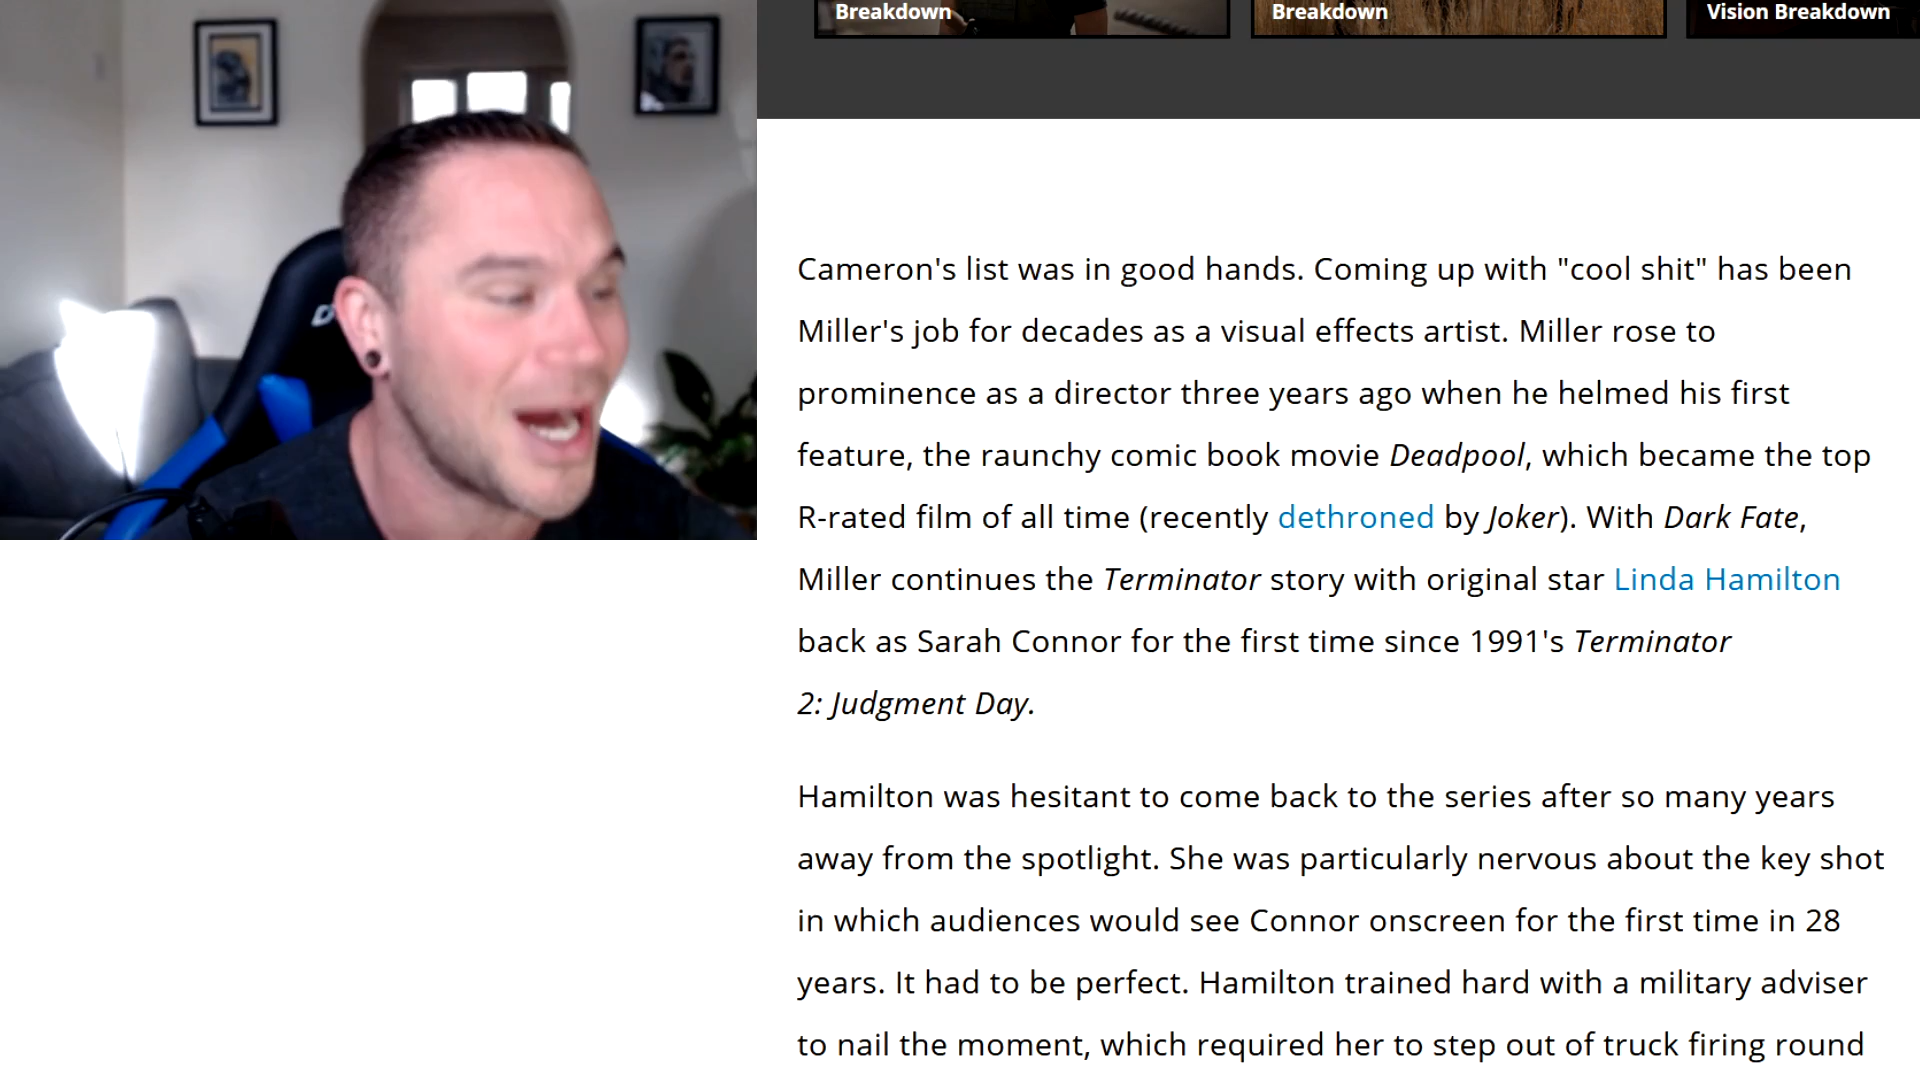 Breakdown
Breakdown
Vision Breakdown
Cameron's list was in good hands. Coming up with "cool shit" has been
Miller's job for decades as a visual effects artist. Miller rose to
prominence as a director three years ago when he helmed his first
feature, the raunchy comic book movie Deadpool, which became the top
R-rated film of all time (recently dethroned by Joker). With Dark Fate,
Miller continues the Terminator story with original star Linda Hamilton
back as Sarah Connor for the first time since 1991's Terminator
2: Judgment Day.
Hamilton was hesitant to come back to the series after so many years
away from the spotlight. She was particularly nervous about the key shot
in which audiences would see Connor onscreen for the first time in 28
years. It had to be perfect. Hamilton trained hard with a military adviser
to nail the moment, which required her to step out of truck firing round